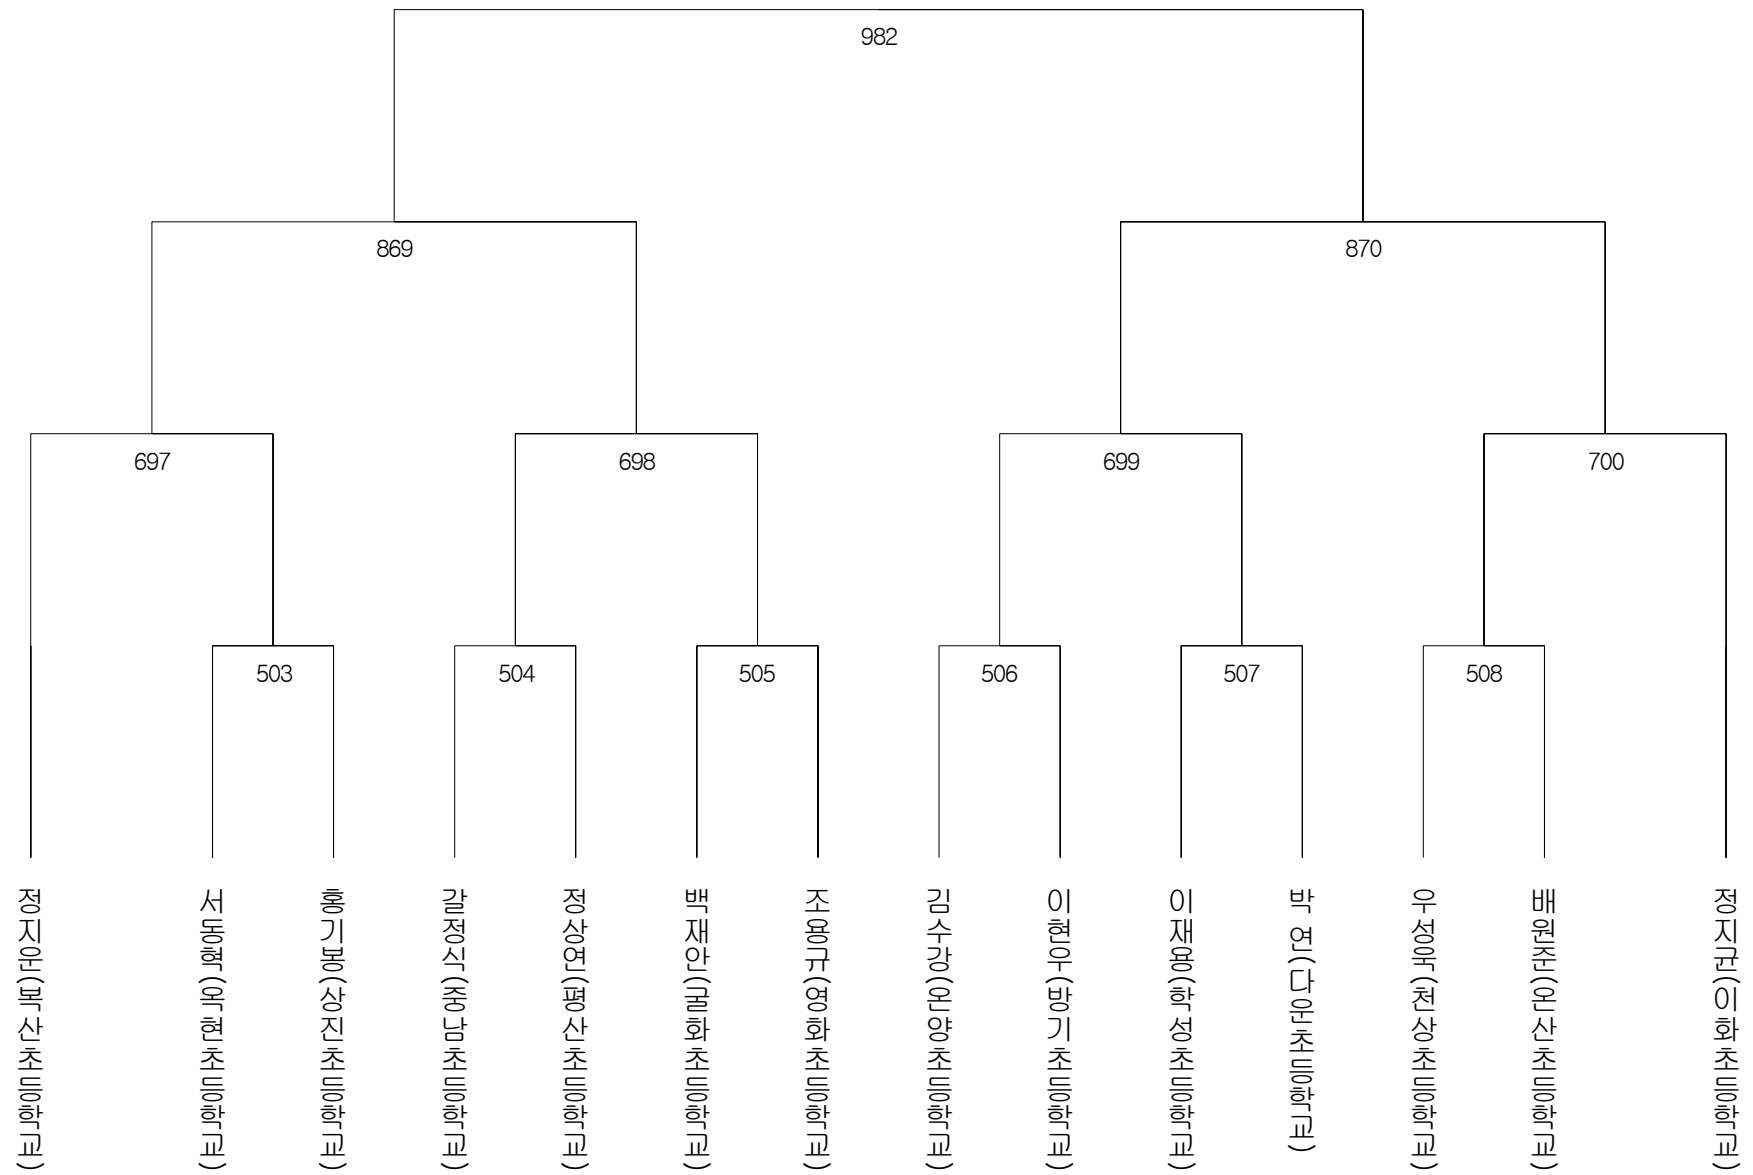 982
869
870
697
698
699
700
503
504
505
506
507
508
정지운(복산초등학교)
서동혁(옥현초등학교)
홍기봉(상진초등학교)
갈정식(중남초등학교)
정상연(평산초등학교)
백재안(굴화초등학교)
조용규(영화초등학교)
김수강(온양초등학교)
이현우(방기초등학교)
이재용(학성초등학교)
박 연(다운초등학교)
우성욱(천상초등학교)
배원준(온산초등학교)
정지균(이화초등학교)